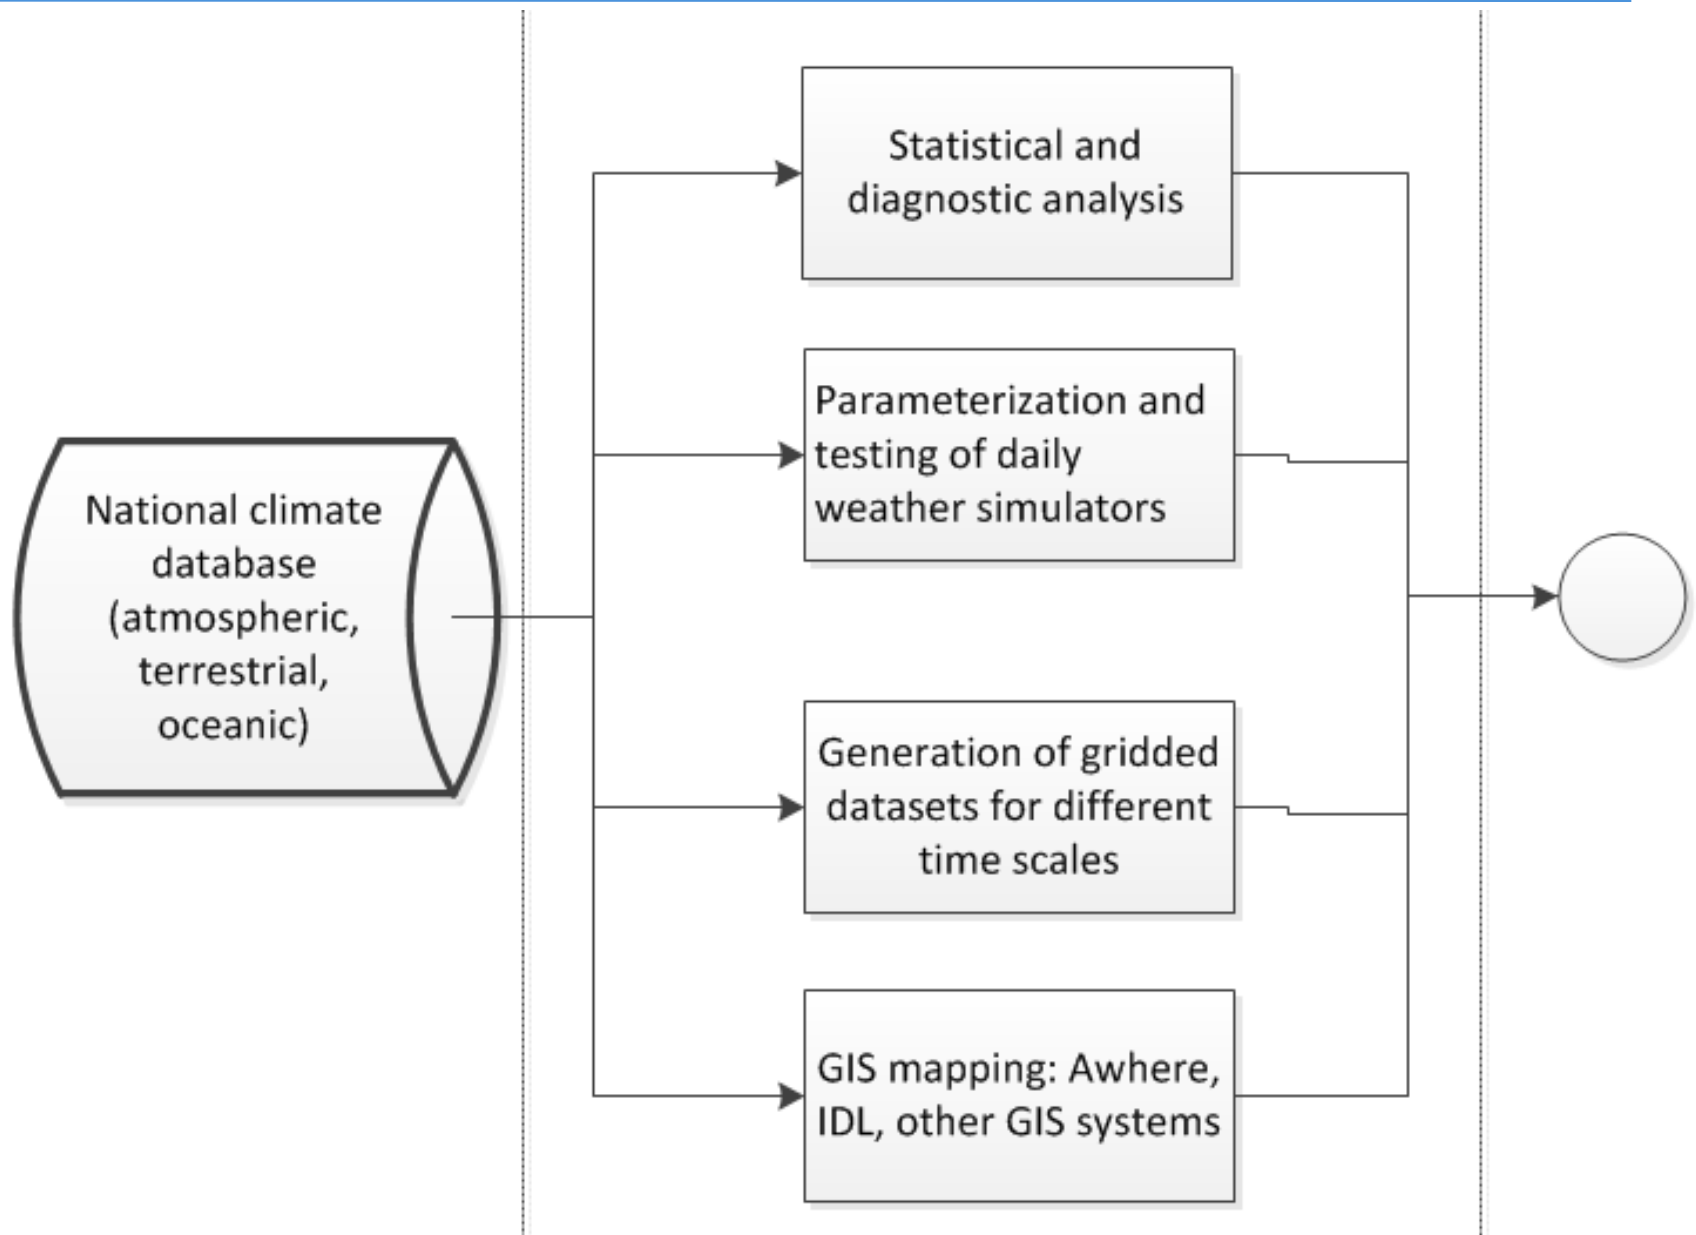 Statistical and
diagnostic analysis
Parameterization and
testing of daily
weather simulators
National climate
database
(atmospheric,
terrestrial,
oceanic)
Generation of gridded
datasets for different
time scales
GIS mapping: Awhere,
IDL, other GIS systems